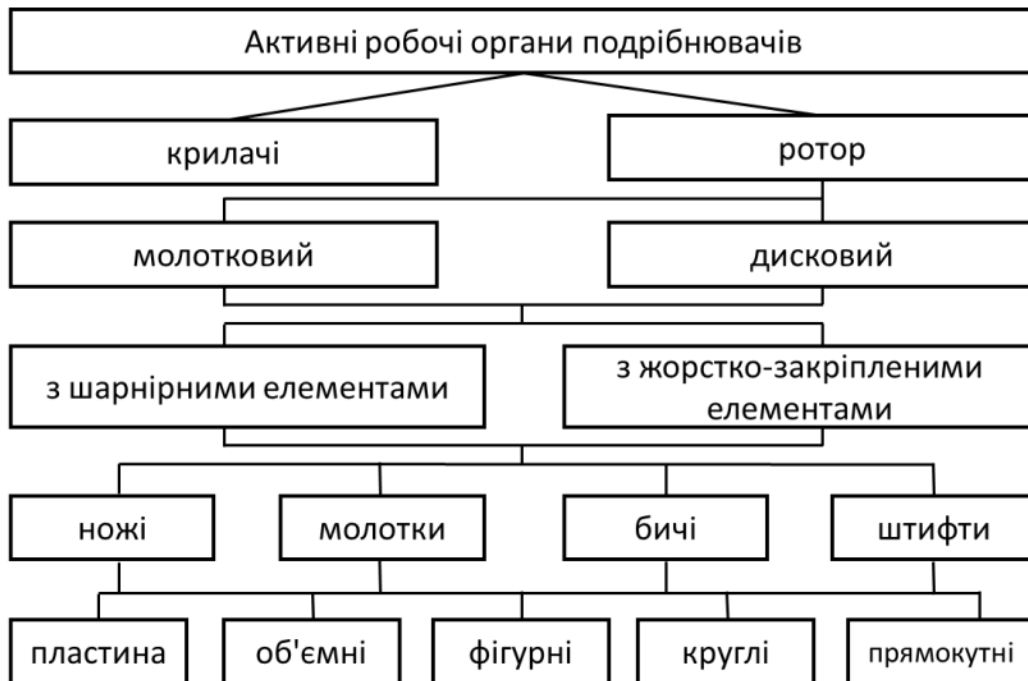 Активні робочі органи подрібнювачів
крилачі
ротор
молотковий
дисковий
з шарнірними елементами
з жорстко-закріпленими
елементами
ножі
молотки
бичі
штифти
пластина
об'ємні
фігурні
круглі
прямокутні